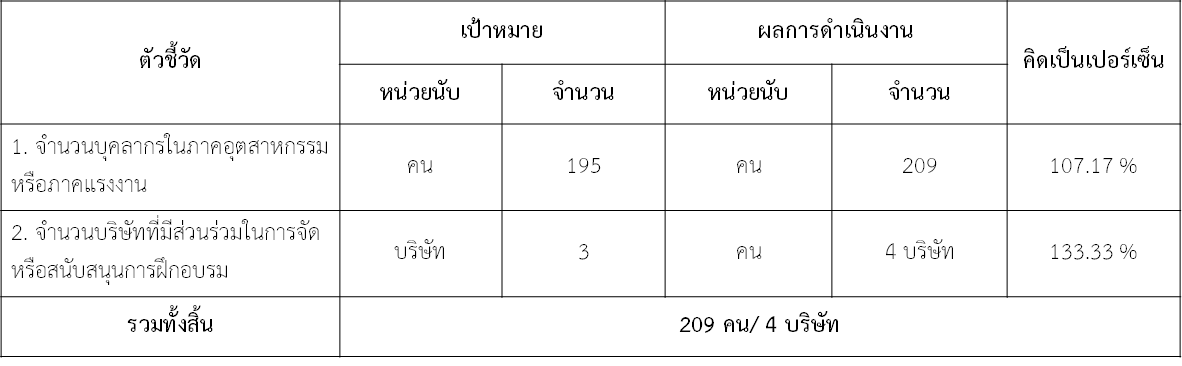 ตัวชี้วัด เป้าหมาย ผลการดำเนินงาน คิดเป็นเปอร์เซ็น
หน่วยนับ จำนวน หน่วยนับ จำนวน
1. จำนวนบุคลากรในภาคอุตสาหกรรม
หรือภาคแรงงาน คน 195 คน 209 107.17 %
2. จำนวนบริษัทที่มีส่วนร่วมในการจัด
หรือสนับสนุนการฝึกอบรม บริษัท 3 คน 4 บริษัท 133.33 %
รวมทั้งสิ้น 209 คน/ 4 บริษัท